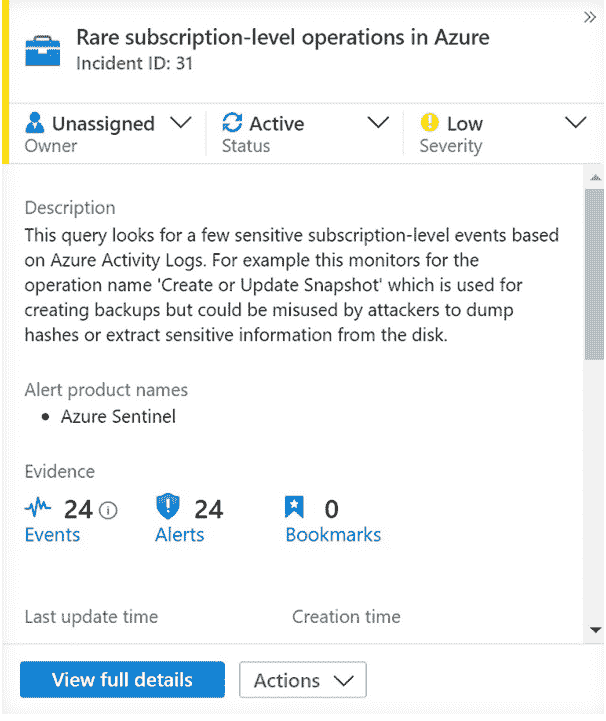 Rare subscription-level operations in Azure
Incident ID: 31
Unassigned
Owner
Active
Status
Low
Severity
Description
This query looks for a few sensitive subscription-level events based
on Azure Activity Logs. For example this monitors for the
operation name 'Create or Update Snapshot' which is used for
creating backups but could be misused by attackers to dump
hashes or extract sensitive information from the disk.
Alert product names
• Azure Sentinel
Evidence
24
Events
24
Alerts
0
Bookmarks
Last update time
Creation time
View full details
Actions